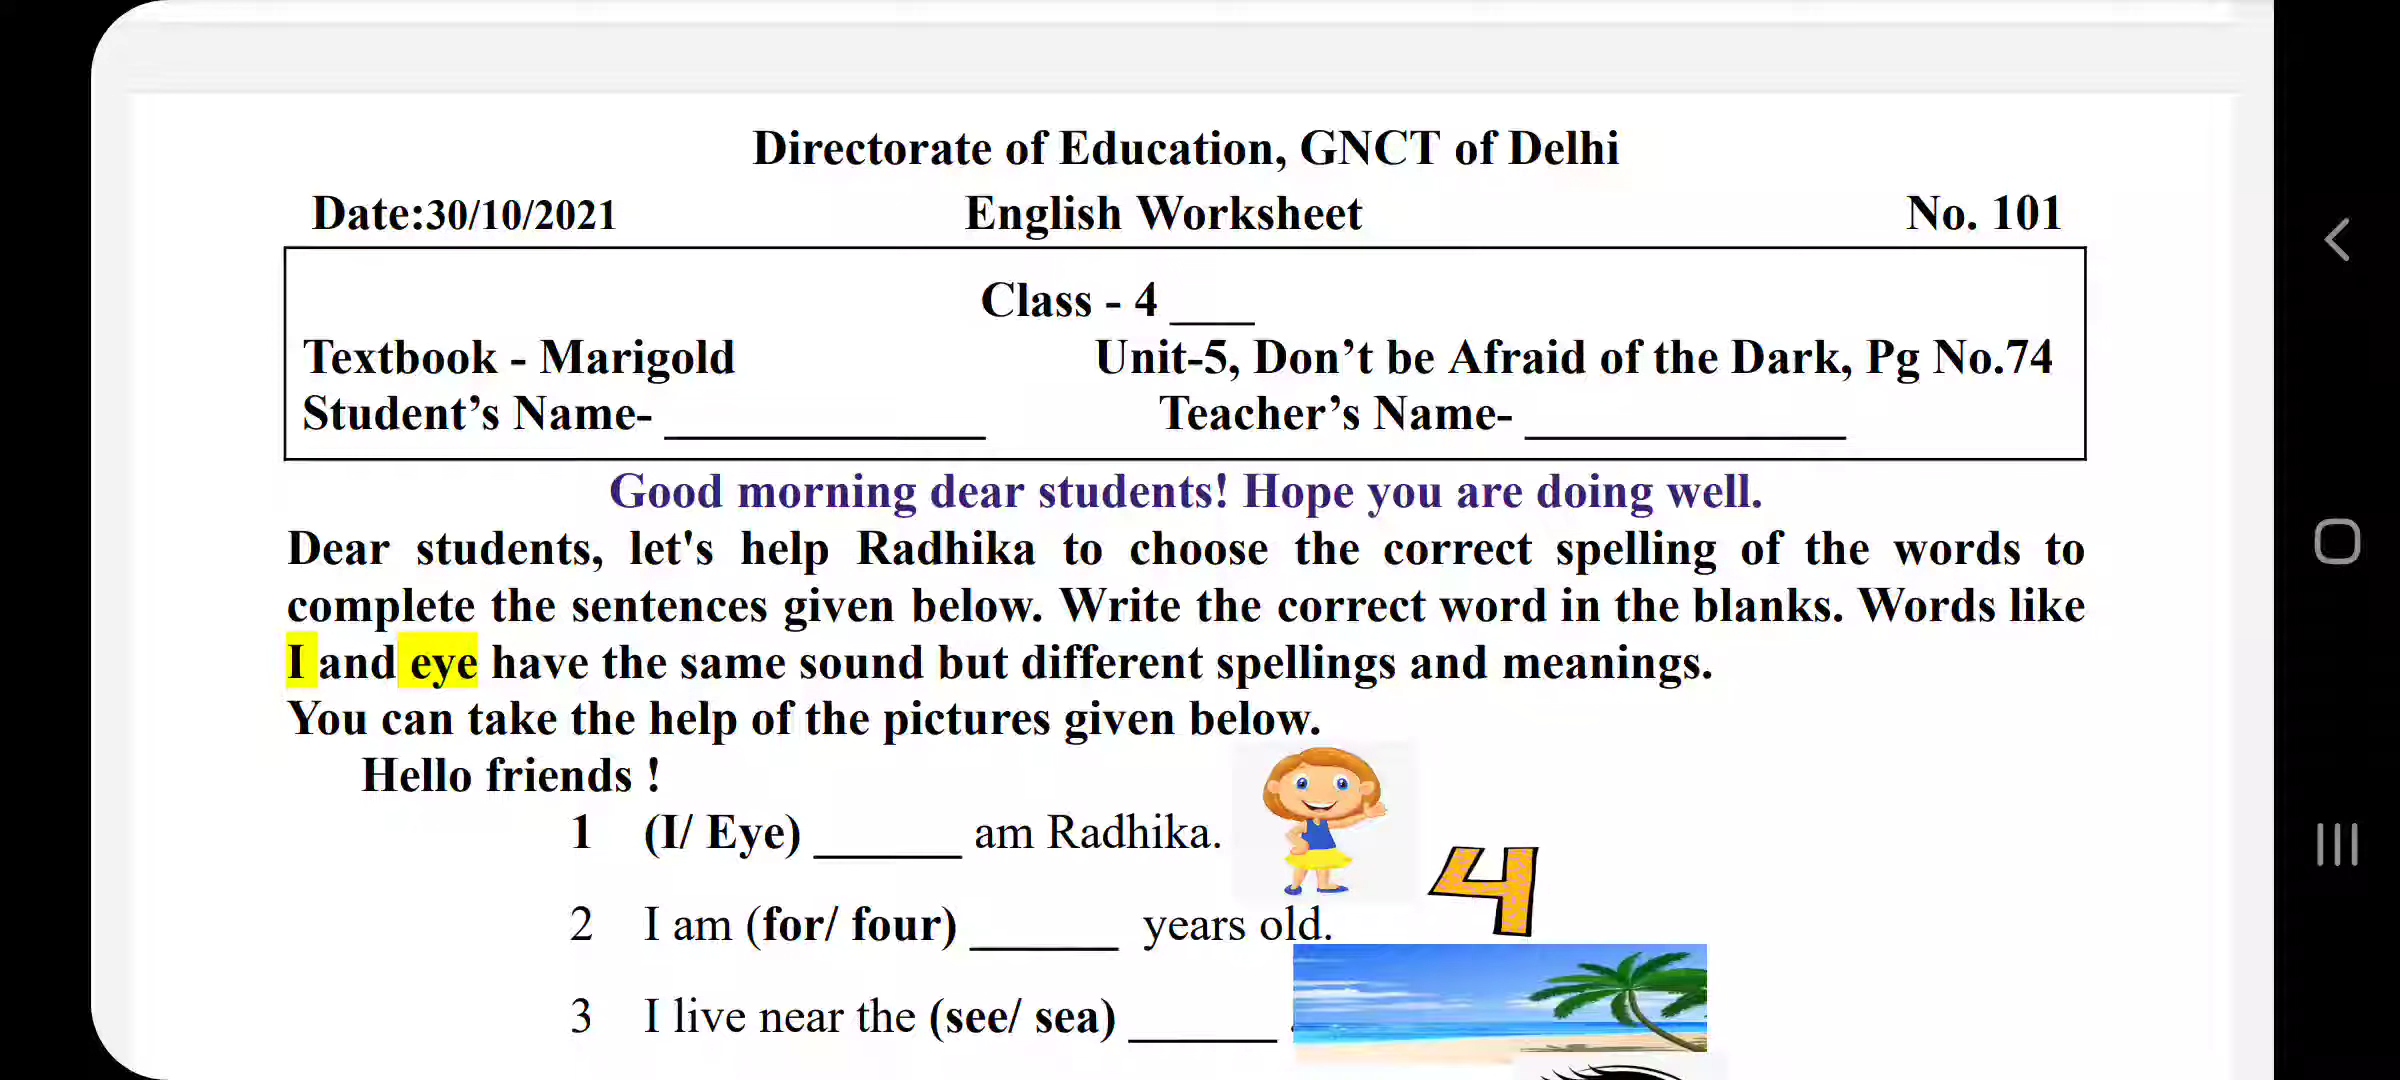 Directorate of Education, GNCT of Delhi
Date:30/10/2021 English Worksheet No. 101
Class - 4 ____
Textbook - Marigold Unit-5, Don’t be Afraid of the Dark, Pg No.74
Student’s Name- _______________ Teacher’s Name- _______________
Good morning dear students! Hope you are doing well.
Dear students, let's help Radhika to choose the correct spelling of the words to
complete the sentences given below. Write the correct word in the blanks. Words like
I and eye have the same sound but different spellings and meanings.
You can take the help of the pictures given below.
Hello friends !
1 (I/ Eye) _______ am Radhika.
4
2 I am (for/ four) _______ years old.
3 I live near the (see/ sea) _______ .